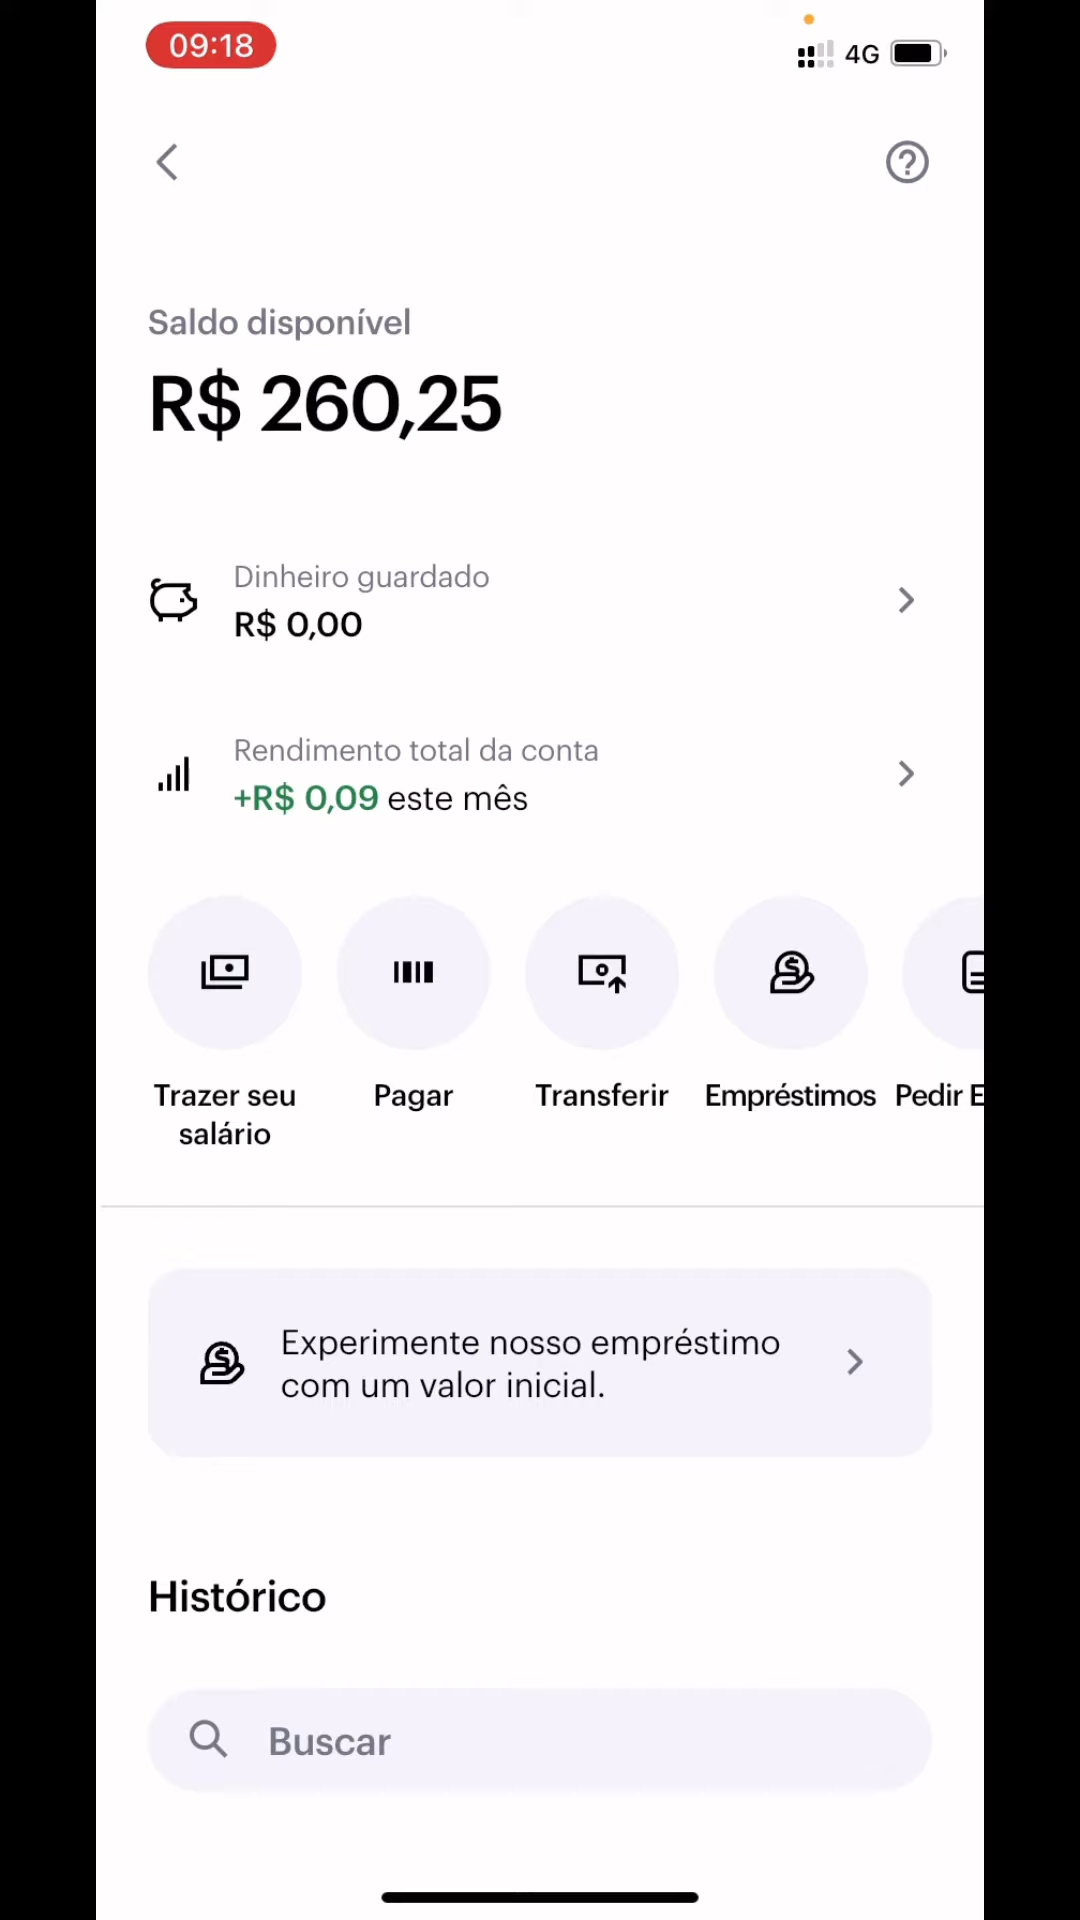 09:18
4G
Saldo disponível
R$ 260,25
Dinheiro guardado
R$ 0,00
Rendimento total da conta
+R$ 0,09 este mês
Trazer seu
salário
Pagar
Transferir
Empréstimos
Pedir E
Experimente nosso empréstimo
com um valor inicial.
Histórico
Buscar